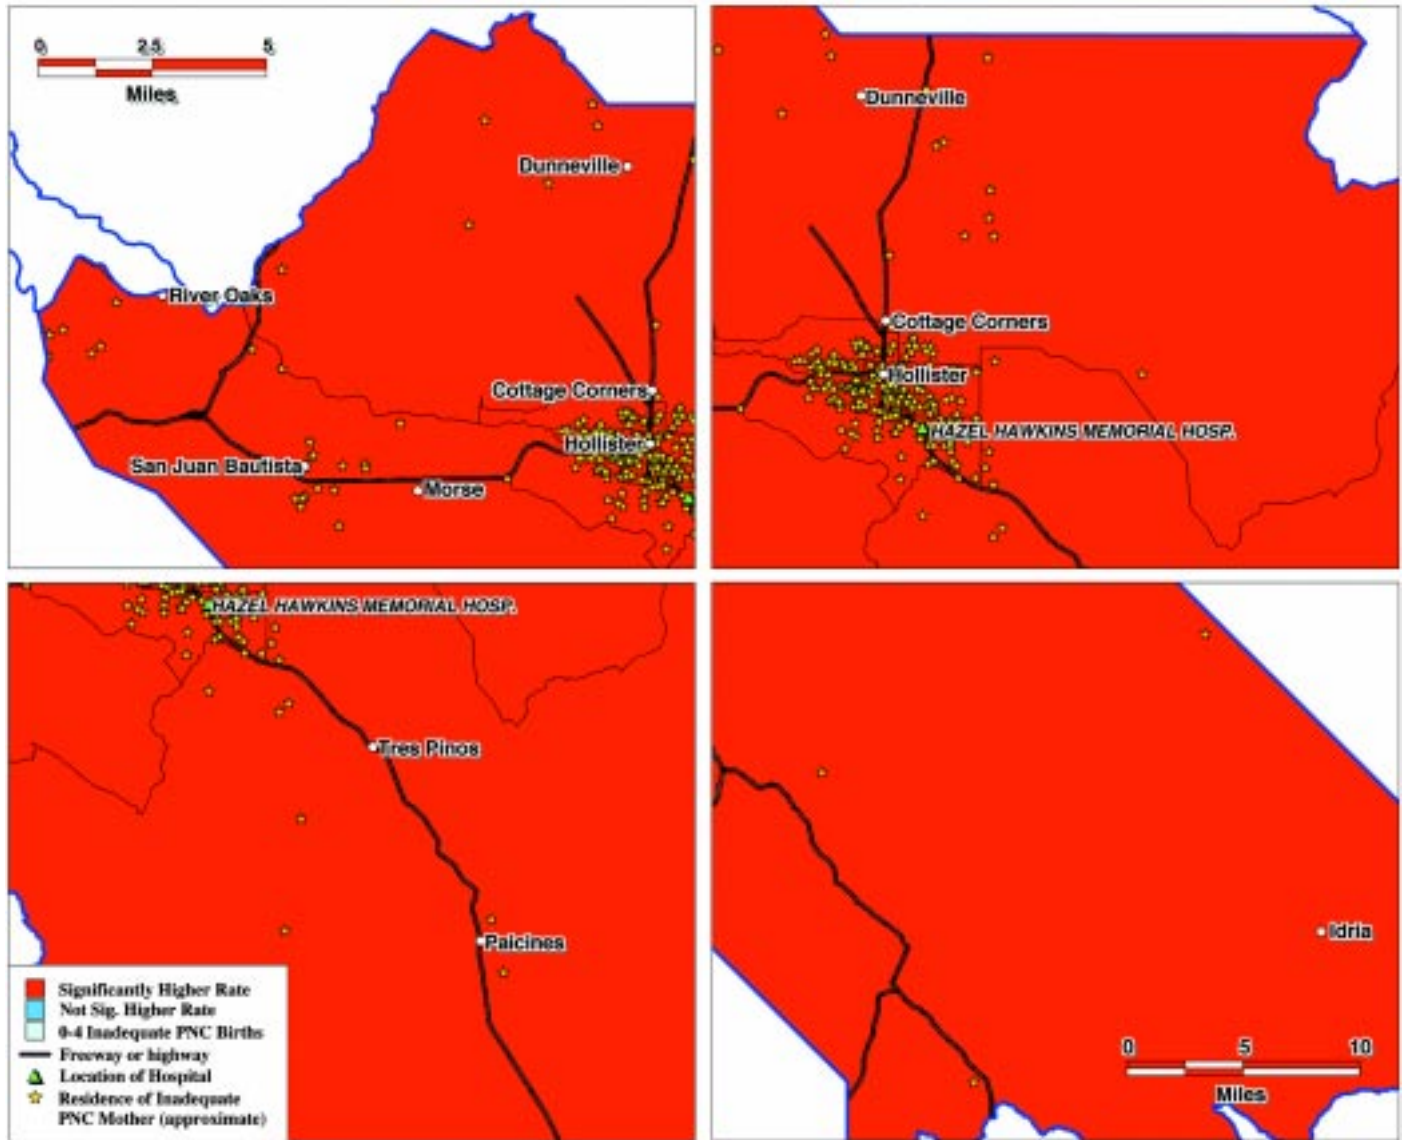 0 2.5 5
Miles
Dunneville
River Oaks
Cottage Corners
Hollister
San Juan Bautista
Morse
Dunneville
Cottage Corners
Hollister
HAZEL HAWKINS MEMORIAL HOSP.
HAZEL HAWKINS MEMORIAL HOSP.
Tres Pinos
Paicines
Significantly Higher Rate
Not Sig. Higher Rate
0-4 Inadequate PNC Births
Freeway or highway
Location of Hospital
Residence of Inadequate
PNC Mother (approximate)
Idria
0 5 10
Miles